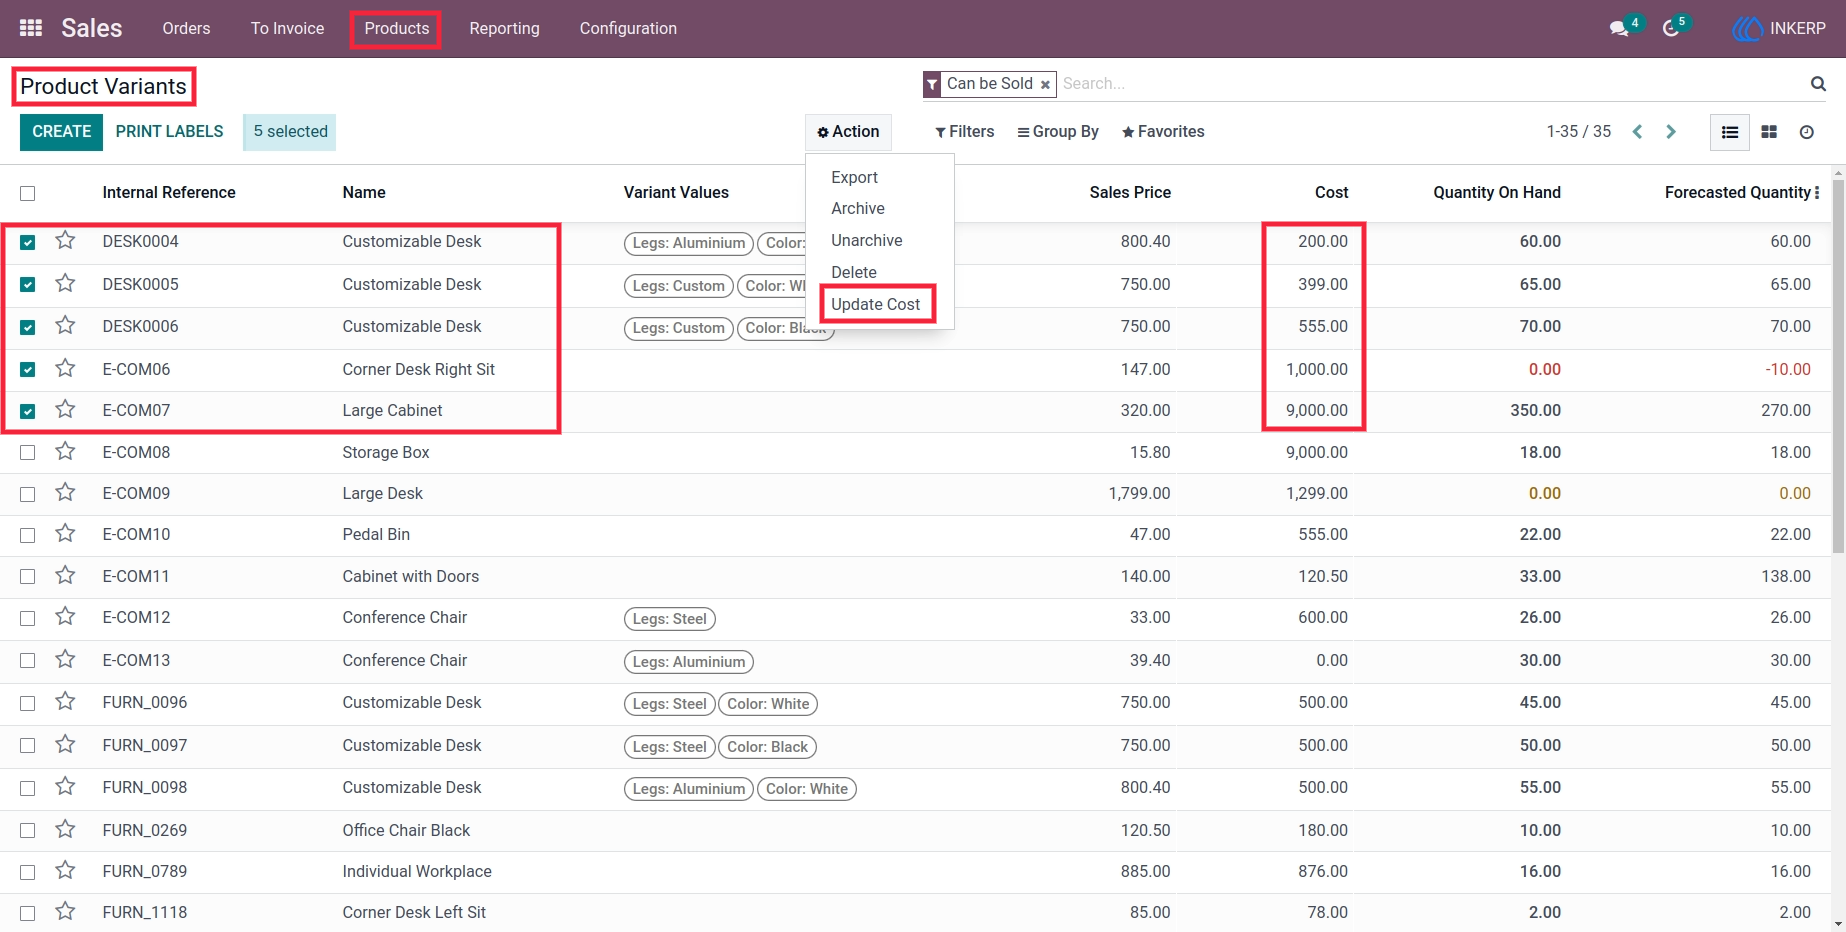 Sales Orders To Invoice Products Reporting Configuration 4 5 INKERP
Product Variants Can be Sold × Search...
CREATE PRINT LABELS 5 selected Action Filters Group By Favorites 1-35 / 35
Export
Archive
Unarchive
Delete
Update Cost
Internal Reference Name Variant Values Sales Price Cost Quantity On Hand Forecasted Quantity
DESK0004 Customizable Desk Legs: Aluminium Color: 800.40 200.00 60.00 60.00
DESK0005 Customizable Desk Legs: Custom Color: Wh 750.00 399.00 65.00 65.00
DESK0006 Customizable Desk Legs: Custom Color: Black 750.00 555.00 70.00 70.00
E-COM06 Corner Desk Right Sit 147.00 1,000.00 0.00 -10.00
E-COM07 Large Cabinet 320.00 9,000.00 350.00 270.00
E-COM08 Storage Box 15.80 9,000.00 18.00 18.00
E-COM09 Large Desk 1,799.00 1,299.00 0.00 0.00
E-COM10 Pedal Bin 47.00 555.00 22.00 22.00
E-COM11 Cabinet with Doors 140.00 120.50 33.00 138.00
E-COM12 Conference Chair Legs: Steel 33.00 600.00 26.00 26.00
E-COM13 Conference Chair Legs: Aluminium 39.40 0.00 30.00 30.00
FURN_0096 Customizable Desk Legs: Steel Color: White 750.00 500.00 45.00 45.00
FURN_0097 Customizable Desk Legs: Steel Color: Black 750.00 500.00 50.00 50.00
FURN_0098 Customizable Desk Legs: Aluminium Color: White 800.40 500.00 55.00 55.00
FURN_0269 Office Chair Black 120.50 180.00 10.00 10.00
FURN_0789 Individual Workplace 885.00 876.00 16.00 16.00
FURN_1118 Corner Desk Left Sit 85.00 78.00 2.00 2.00